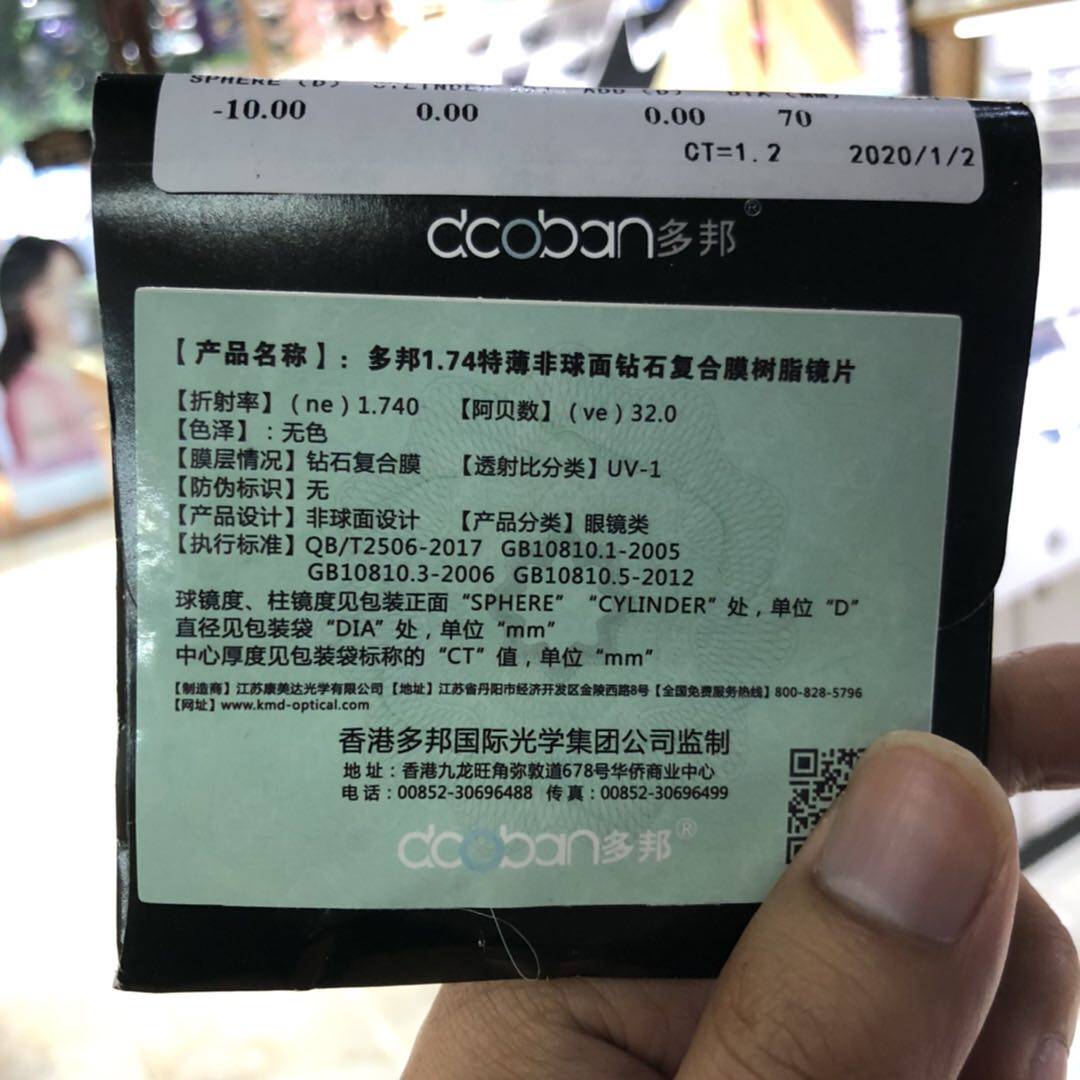 SPHERE (D) CYLINDER ADD (D) DIA (mm)
-10.00 0.00 0.00 70
CT=1.2 2020/1/2
dcoban多邦®
【产品名称】：多邦1.74特薄非球面钻石复合膜树脂镜片
【折射率】（ne）1.740 【阿贝数】（ve）32.0
【色泽】：无色
【膜层情况】钻石复合膜 【透射比分类】UV-1
【防伪标识】无
【产品设计】非球面设计 【产品分类】眼镜类
【执行标准】QB/T2506-2017 GB10810.1-2005
GB10810.3-2006 GB10810.5-2012
球镜度、柱镜度见包装正面“SPHERE”“CYLINDER”处，单位“D”
直径见包装袋“DIA”处，单位“mm”
中心厚度见包装袋标称的“CT”值，单位“mm”
【制造商】江苏康美达光学有限公司【地址】江苏省丹阳市经济开发区金陵西路8号【全国免费服务热线】800-828-5796
【网址】www.kmd-optical.com
香港多邦国际光学集团公司监制
地址：香港九龙旺角弥敦道678号华侨商业中心
电话：00852-30696488 传真：00852-30696499
dcoban多邦®